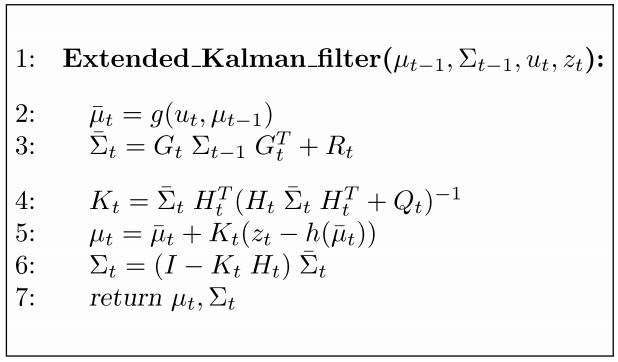 1: Extended_Kalman_filter(μ_{t−1}, Σ_{t−1}, u_t, z_t):
2: μ̄_t = g(u_t, μ_{t−1})
3: Σ̄_t = G_t Σ_{t−1} G_t^T + R_t
4: K_t = Σ̄_t H_t^T (H_t Σ̄_t H_t^T + Q_t)^{−1}
5: μ_t = μ̄_t + K_t(z_t − h(μ̄_t))
6: Σ_t = (I − K_t H_t) Σ̄_t
7: return μ_t, Σ_t